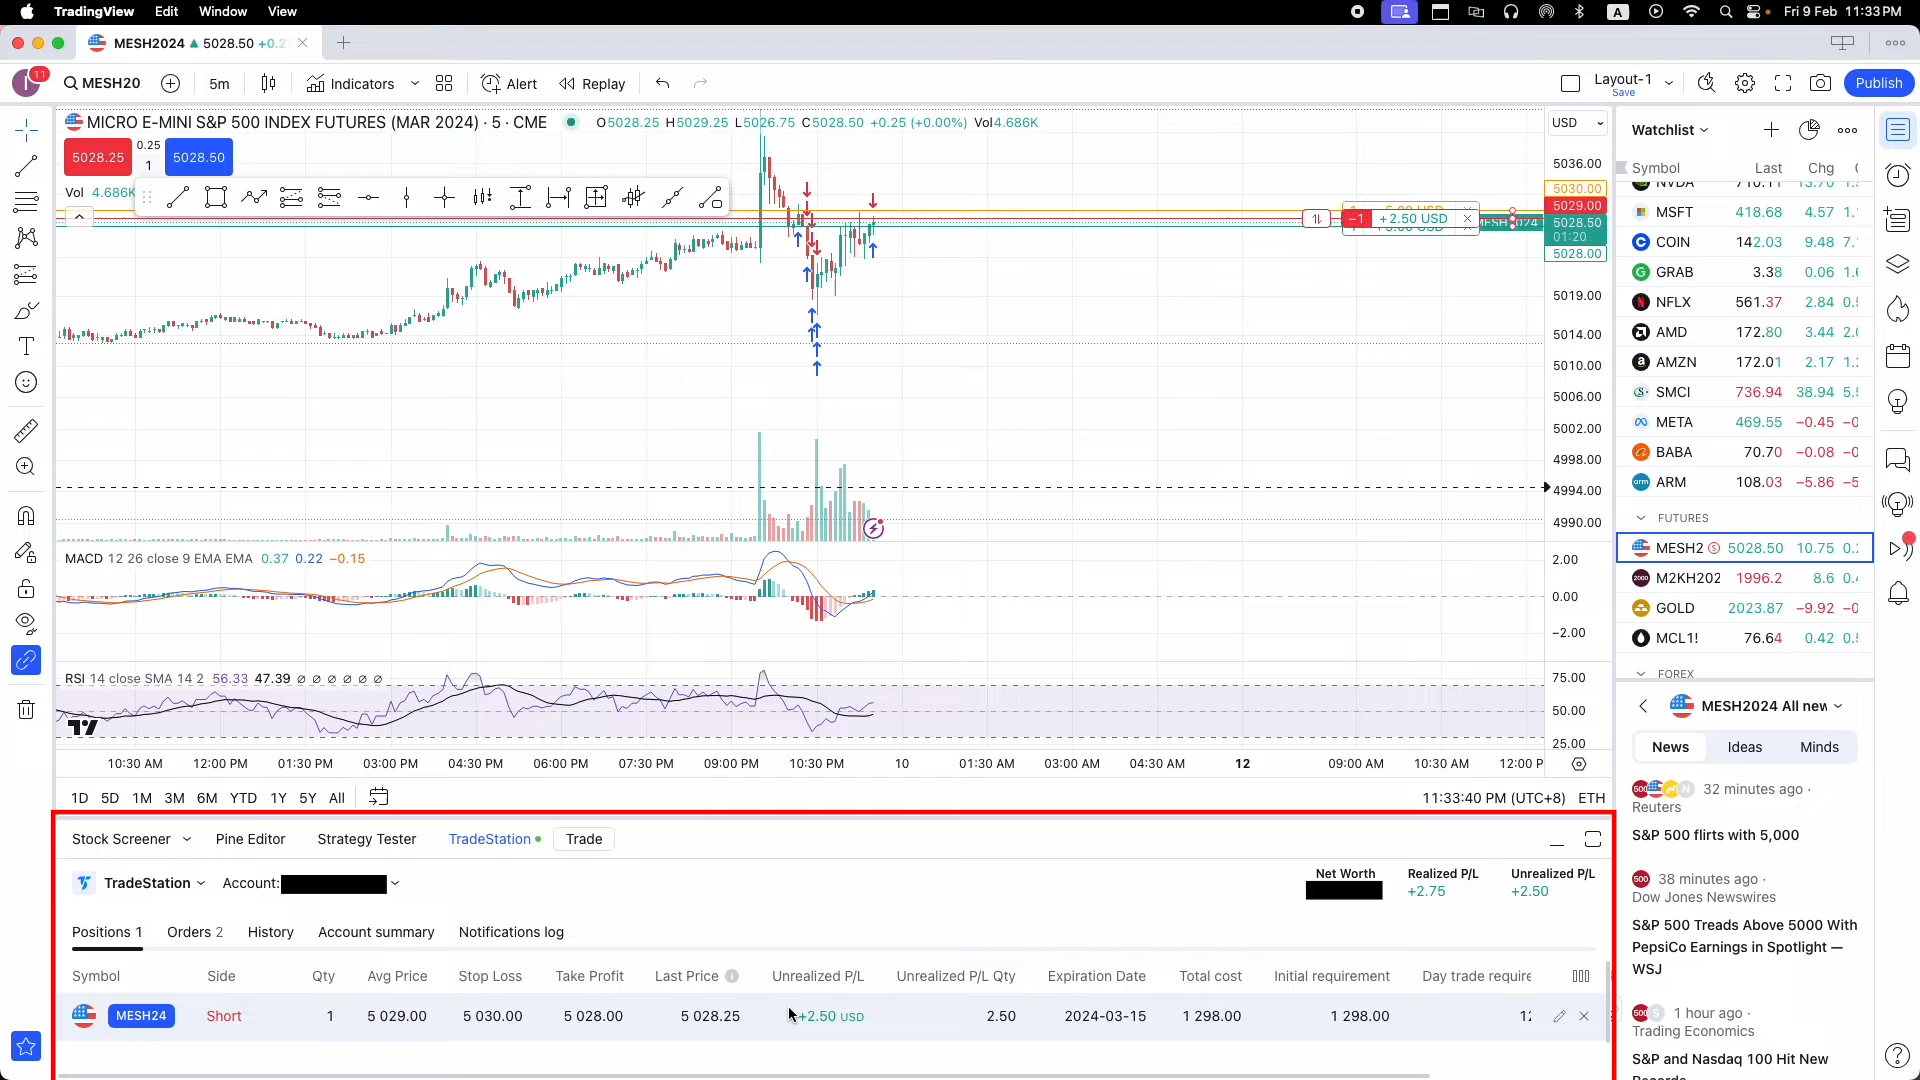 TradingView Edit Window View
A Fri 9 Feb 11:33 PM
MESH2024 ▲ 5028.50 +0.2
I 11 MESH20 5m Indicators Alert Replay
Layout-1
Save
Publish
MICRO E-MINI S&P 500 INDEX FUTURES (MAR 2024) · 5 · CME O5028.25 H5029.25 L5026.75 C5028.50 +0.25 (+0.00%) Vol4.686K
USD
5028.25
0.25
1
5028.50
Vol 4.686K
5036.00
5030.00
5029.00
−1 +2.50 USD
MESH2024
5028.50
01:20
5028.00
5019.00
5014.00
5010.00
5006.00
5002.00
4998.00
4994.00
4990.00
MACD 12 26 close 9 EMA EMA 0.37 0.22 −0.15
2.00
0.00
−2.00
RSI 14 close SMA 14 2 56.33 47.39 ∅ ∅ ∅ ∅ ∅ ∅
75.00
50.00
25.00
10:30 AM 12:00 PM 01:30 PM 03:00 PM 04:30 PM 06:00 PM 07:30 PM 09:00 PM 10:30 PM 10 01:30 AM 03:00 AM 04:30 AM 12 09:00 AM 10:30 AM 12:00 P
1D 5D 1M 3M 6M YTD 1Y 5Y All
11:33:40 PM (UTC+8) ETH
Stock Screener Pine Editor Strategy Tester TradeStation Trade
TradeStation Account:
Net Worth Realized P/L Unrealized P/L
+2.75 +2.50
Positions 1 Orders 2 History Account summary Notifications log
Symbol Side Qty Avg Price Stop Loss Take Profit Last Price Unrealized P/L Unrealized P/L Qty Expiration Date Total cost Initial requirement Day trade require
MESH24 Short 1 5 029.00 5 030.00 5 028.00 5 028.25 +2.50 USD 2.50 2024-03-15 1 298.00 1 298.00 12
Watchlist
Symbol Last Chg
NVDA
MSFT 418.68 4.57 1.
COIN 142.03 9.48 7.
GRAB 3.38 0.06 1.
NFLX 561.37 2.84 0.
AMD 172.80 3.44 2.
AMZN 172.01 2.17 1.
SMCI 736.94 38.94 5.
META 469.55 −0.45 −0
BABA 70.70 −0.08 −0
ARM 108.03 −5.86 −5
FUTURES
MESH2 5028.50 10.75 0.
M2KH202 1996.2 8.6 0.
GOLD 2023.87 −9.92 −0
MCL1! 76.64 0.42 0.
FOREX
MESH2024 All new
News Ideas Minds
32 minutes ago ·
Reuters
S&P 500 flirts with 5,000
38 minutes ago ·
Dow Jones Newswires
S&P 500 Treads Above 5000 With
PepsiCo Earnings in Spotlight —
WSJ
1 hour ago ·
Trading Economics
S&P and Nasdaq 100 Hit New